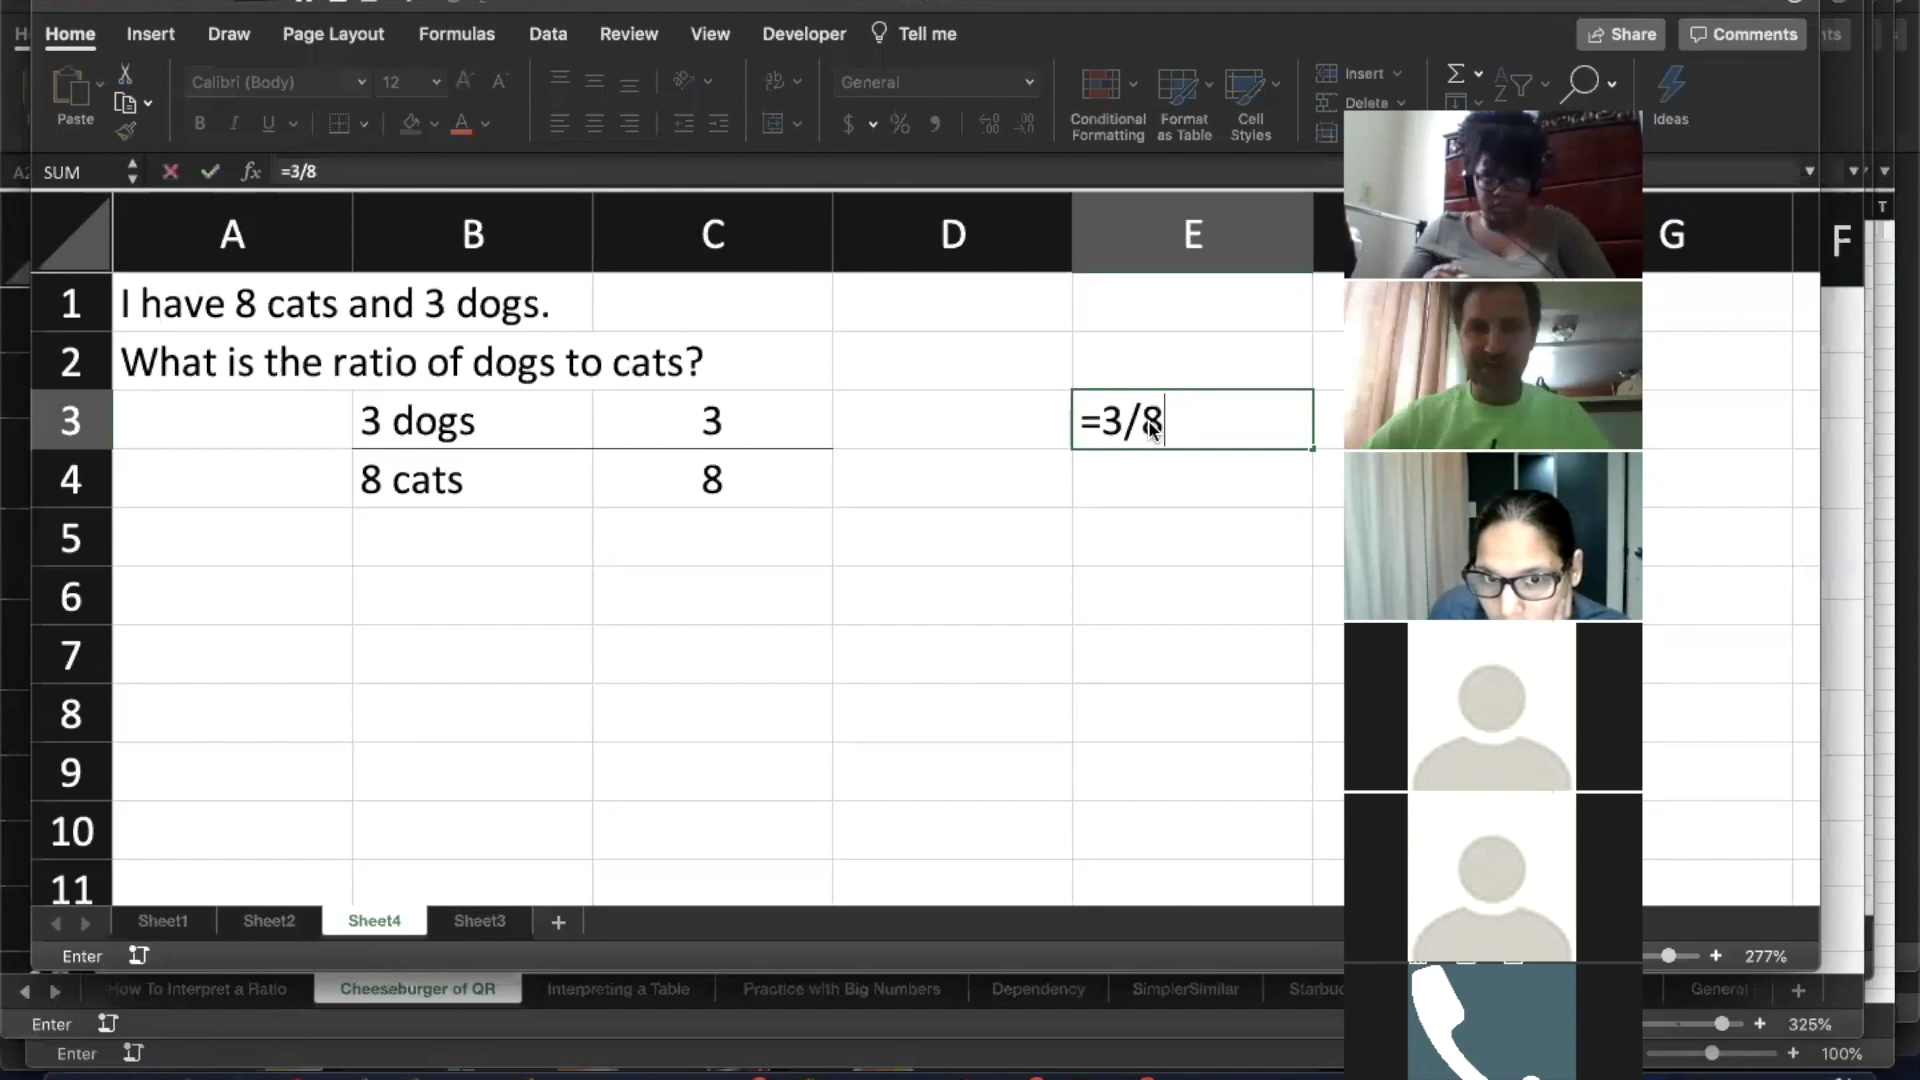 Home Insert Draw Page Layout Formulas Data Review View Developer Tell me Share Comments
Calibri (Body) 12 General Insert
Delete
Paste Conditional Formatting Format as Table Cell Styles Ideas
SUM fx =3/8
A B C D E G F
1 I have 8 cats and 3 dogs.
2 What is the ratio of dogs to cats?
3 3 dogs 3 =3/8
4 8 cats 8
5
6
7
8
9
10
11
Sheet1 Sheet2 Sheet4 Sheet3 +
Enter 277%
How To Interpret a Ratio Cheeseburger of QR Interpreting a Table Practice with Big Numbers Dependency SimplerSimilar General
Enter 325%
Enter 100%